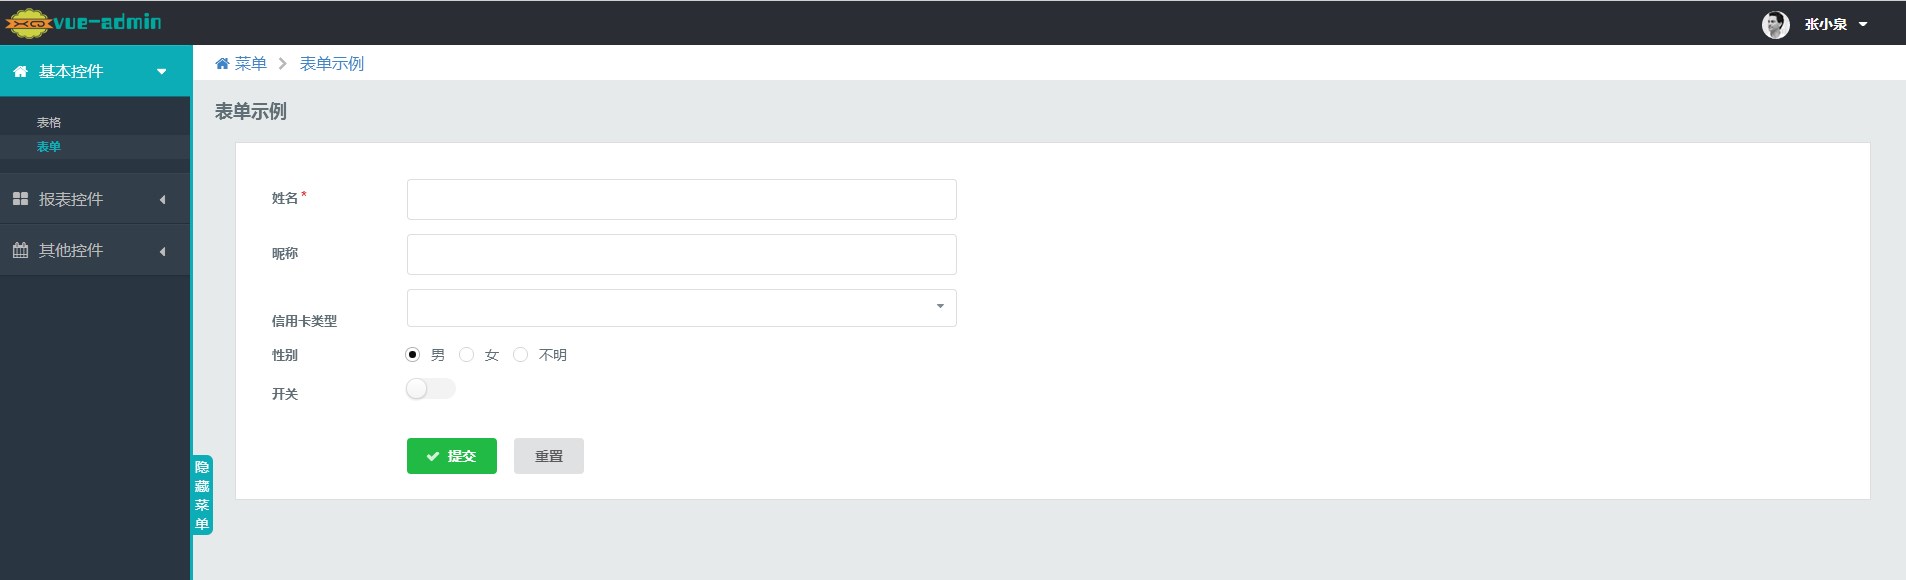 vue-admin
张小泉
基本控件
表格
表单
报表控件
其他控件
隐藏菜单
菜单 表单示例
表单示例
姓名*
昵称
信用卡类型
性别 男 女 不明
开关
提交 重置